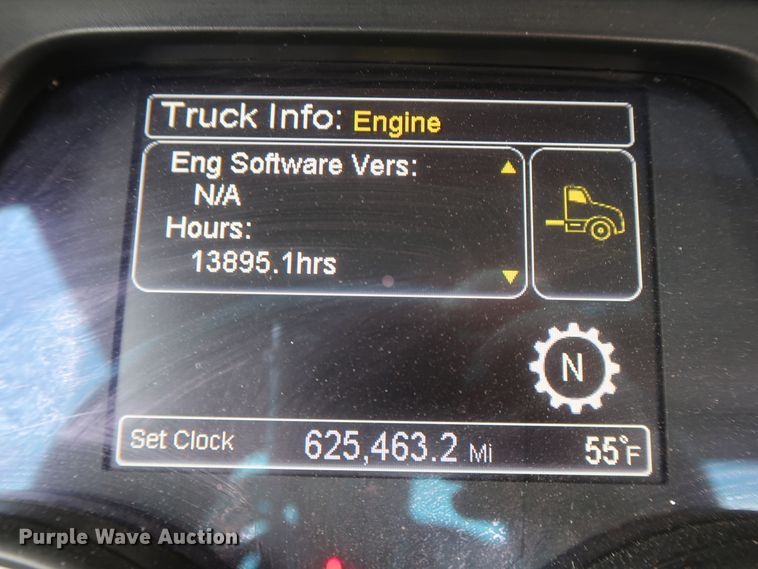 Truck Info: Engine
Eng Software Vers:
N/A
Hours:
13895.1hrs
N
Set Clock 625,463.2 Mi 55°F
Purple Wave Auction